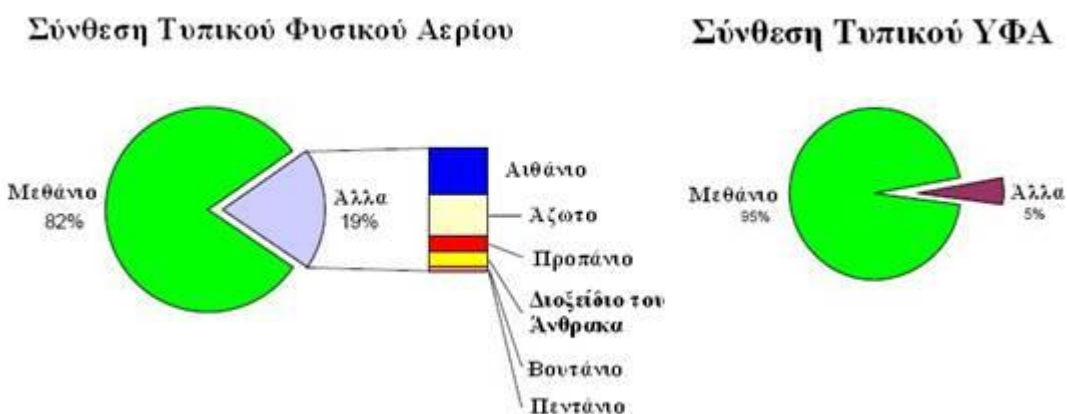 Σύνθεση Τυπικού Φυσικού Αερίου
Μεθάνιο
82%
Άλλα
19%
Αιθάνιο
Άζωτο
Προπάνιο
Διοξείδιο του
Άνθρακα
Βουτάνιο
Πεντάνιο
Σύνθεση Τυπικού ΥΦΑ
Μεθάνιο
95%
Άλλα
5%